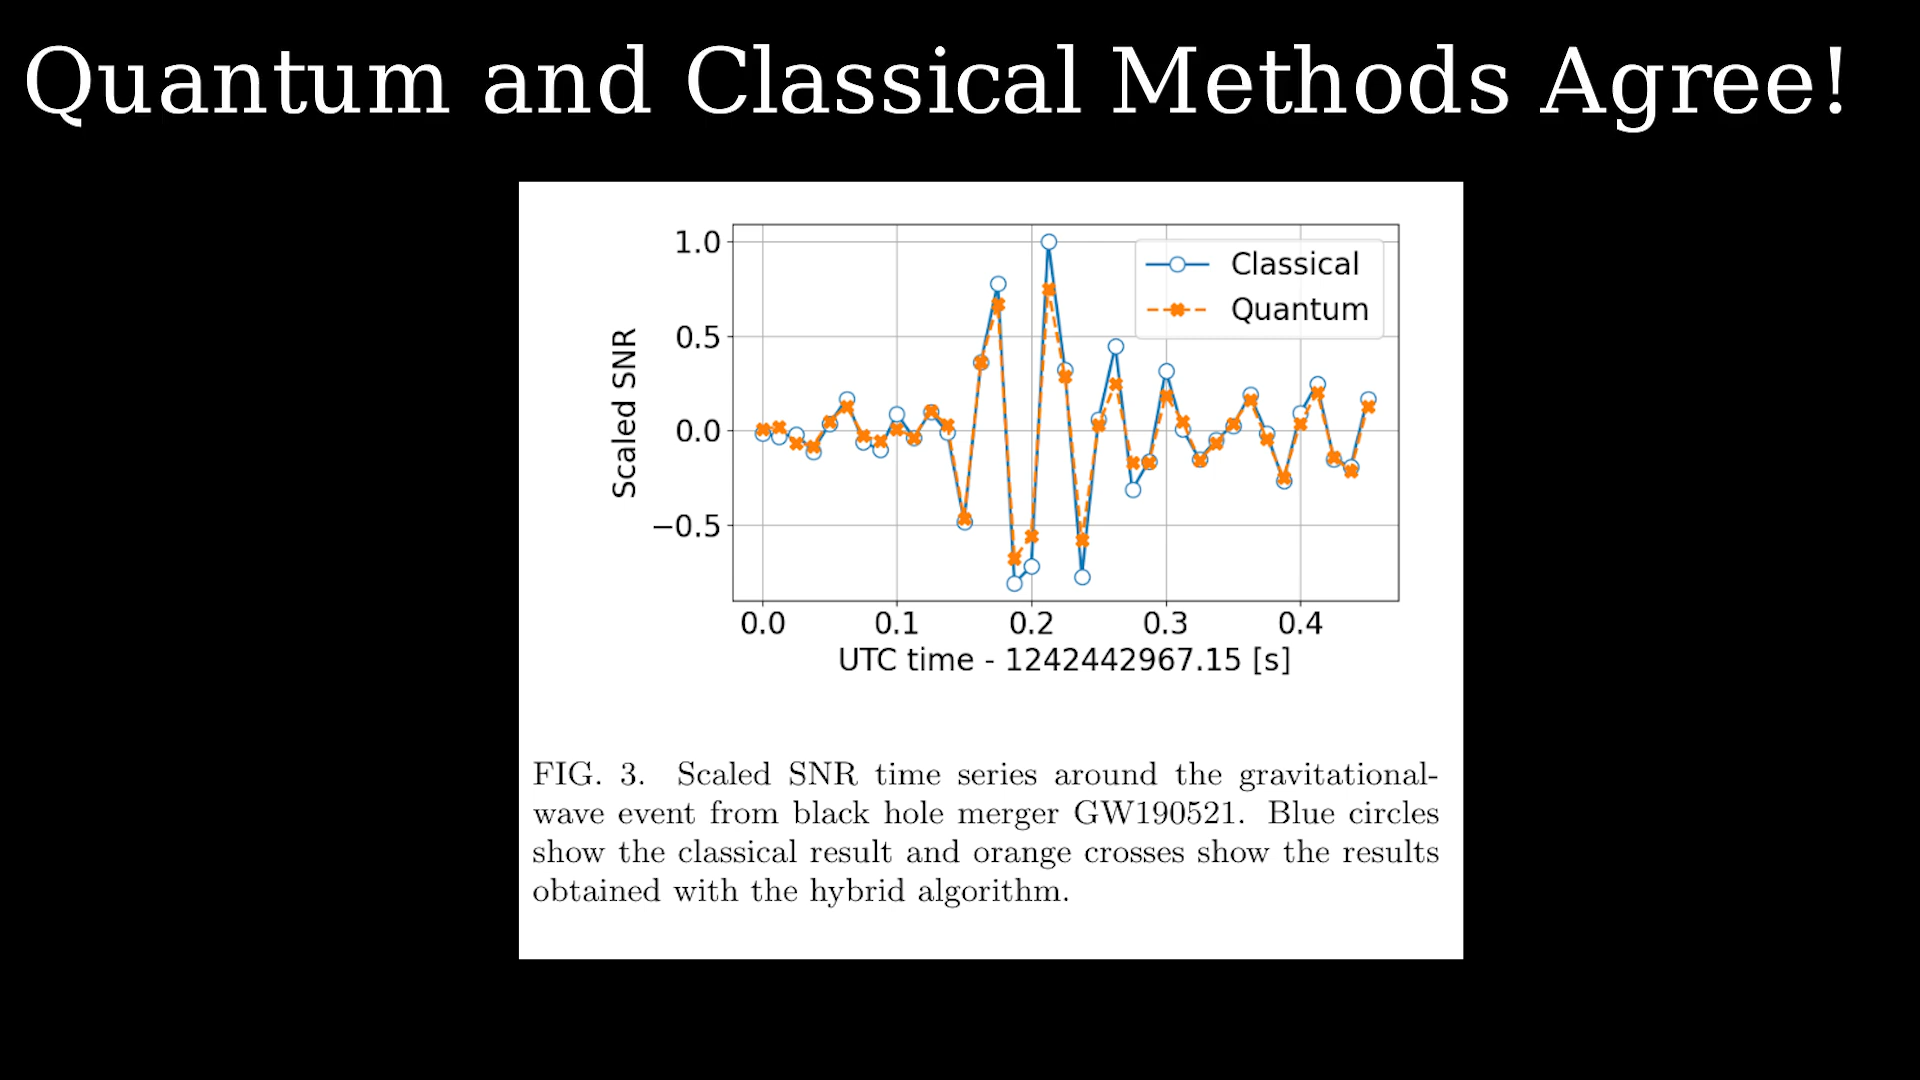 Quantum and Classical Methods Agree!
1.0
0.5
0.0
−0.5
Scaled SNR
Classical
Quantum
0.0 0.1 0.2 0.3 0.4
UTC time - 1242442967.15 [s]
FIG. 3. Scaled SNR time series around the gravitational-
wave event from black hole merger GW190521. Blue circles
show the classical result and orange crosses show the results
obtained with the hybrid algorithm.